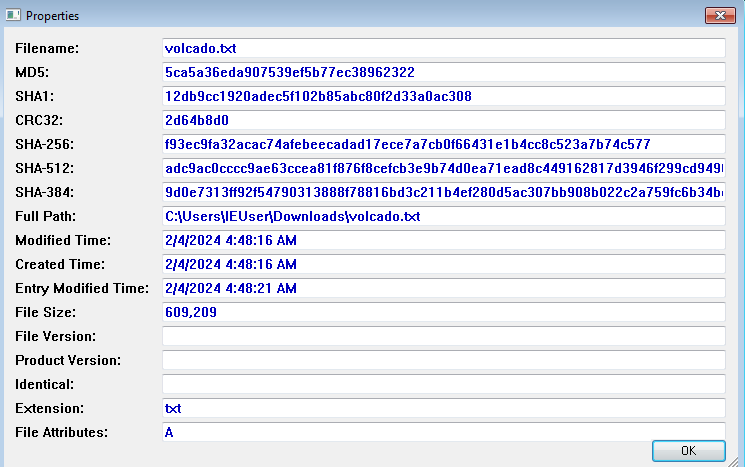 Properties
Filename: volcado.txt
MD5: 5ca5a36eda907539ef5b77ec38962322
SHA1: 12db9cc1920adec5f102b85abc80f2d33a0ac308
CRC32: 2d64b8d0
SHA-256: f93ec9fa32acac74afebeecadad17ece7a7cb0f66431e1b4cc8c523a7b74c577
SHA-512: adc9ac0cccc9ae63ccea81f876f8cefcb3e9b74d0ea71ead8c449162817d3946f299cd949
SHA-384: 9d0e7313ff92f54790313888f78816bd3c211b4ef280d5ac307bb908b022c2a759fc6b34b
Full Path: C:\Users\IEUser\Downloads\volcado.txt
Modified Time: 2/4/2024 4:48:16 AM
Created Time: 2/4/2024 4:48:16 AM
Entry Modified Time: 2/4/2024 4:48:21 AM
File Size: 609,209
File Version:
Product Version:
Identical:
Extension: txt
File Attributes: A
OK